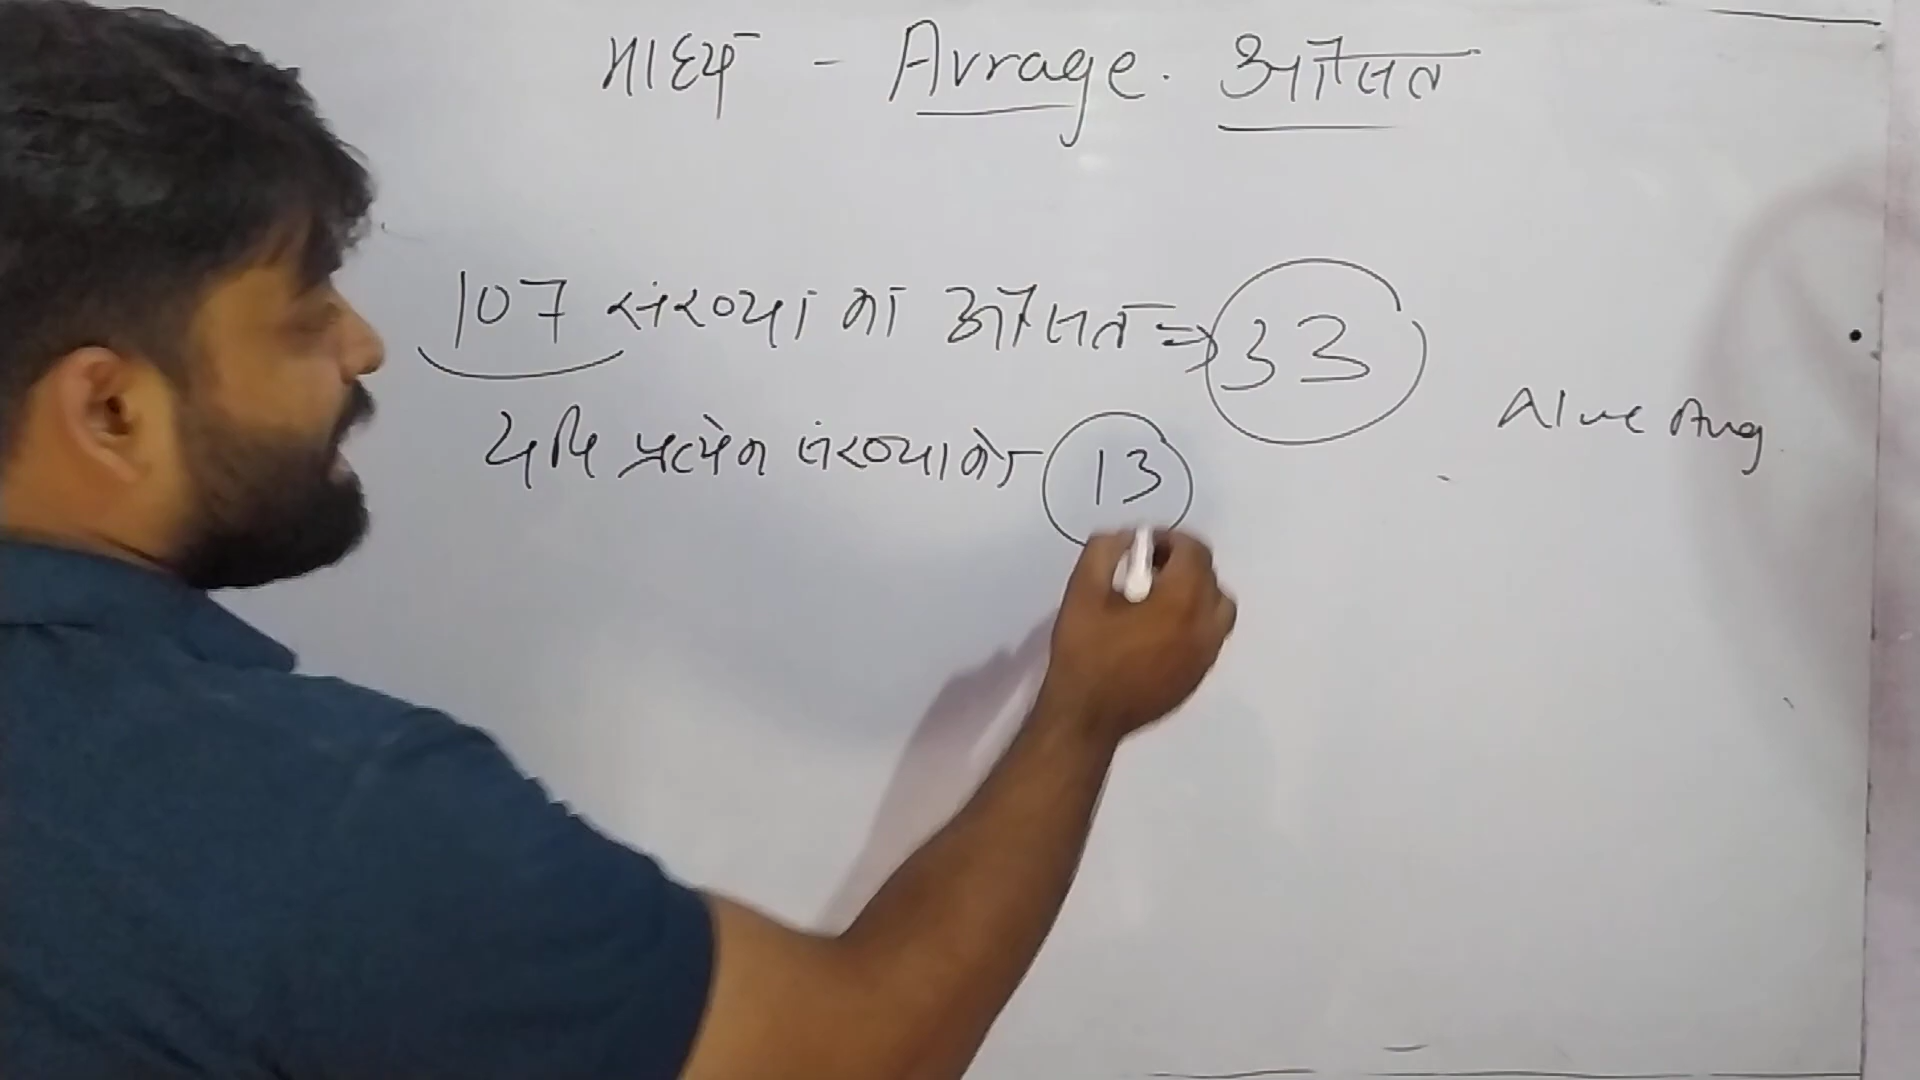 माध्य - Avrage. औसत
107 संख्या का औसत => 33
यदि प्रत्येक संख्या को 13
Avg